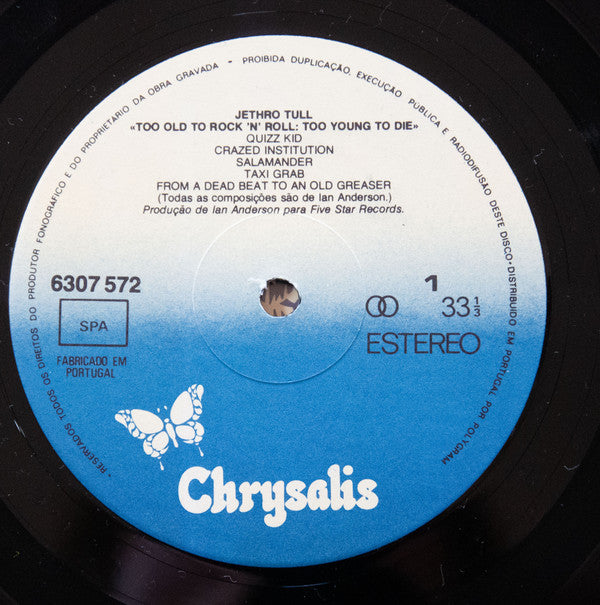 • RESERVADOS TODOS OS DIREITOS DO PRODUTOR FONOGRÁFICO E DO PROPRIETÁRIO DA OBRA GRAVADA • PROIBIDA DUPLICAÇÃO, EXECUÇÃO PÚBLICA E RADIODIFUSÃO DESTE DISCO • DISTRIBUIDO EM PORTUGAL POR POLYGRAM
JETHRO TULL
«TOO OLD TO ROCK 'N' ROLL: TOO YOUNG TO DIE»
QUIZZ KID
CRAZED INSTITUTION
SALAMANDER
TAXI GRAB
FROM A DEAD BEAT TO AN OLD GREASER
(Todas as composições são de Ian Anderson.)
Produção de Ian Anderson para Five Star Records.
6307 572
1
SPA
33 1/3
ESTEREO
FABRICADO EM
PORTUGAL
Chrysalis